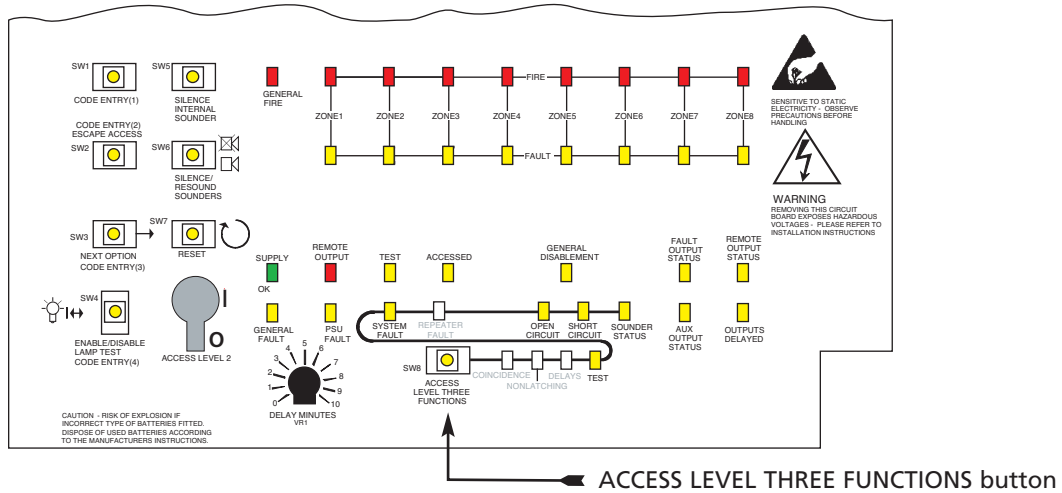 SW1
CODE ENTRY(1)
SW5
SILENCE
INTERNAL
SOUNDER
GENERAL
FIRE
FIRE
ZONE1
ZONE2
ZONE3
ZONE4
ZONE5
ZONE6
ZONE7
ZONE8
FAULT
SENSITIVE TO STATIC
ELECTRICITY - OBSERVE
PRECAUTIONS BEFORE
HANDLING
CODE ENTRY(2)
ESCAPE ACCESS
SW2
SW6
SILENCE/
RESOUND
SOUNDERS
WARNING
REMOVING THIS CIRCUIT
BOARD EXPOSES HAZARDOUS
VOLTAGES - PLEASE REFER TO
INSTALLATION INSTRUCTIONS
SW3
NEXT OPTION
CODE ENTRY(3)
SW7
RESET
SUPPLY
OK
REMOTE
OUTPUT
TEST
ACCESSED
GENERAL
DISABLEMENT
FAULT
OUTPUT
STATUS
REMOTE
OUTPUT
STATUS
SW4
ENABLE/DISABLE
LAMP TEST
CODE ENTRY(4)
I
O
ACCESS LEVEL 2
GENERAL
FAULT
PSU
FAULT
SYSTEM
FAULT
REPEATER
FAULT
OPEN
CIRCUIT
SHORT
CIRCUIT
SOUNDER
STATUS
AUX
OUTPUT
STATUS
OUTPUTS
DELAYED
0
1
2
3
4
5
6
7
8
9
10
DELAY MINUTES
VR1
SW8
ACCESS
LEVEL THREE
FUNCTIONS
COINCIDENCE
NONLATCHING
DELAYS
TEST
CAUTION - RISK OF EXPLOSION IF
INCORRECT TYPE OF BATTERIES FITTED.
DISPOSE OF USED BATTERIES ACCORDING
TO THE MANUFACTURERS INSTRUCTIONS.
ACCESS LEVEL THREE FUNCTIONS button